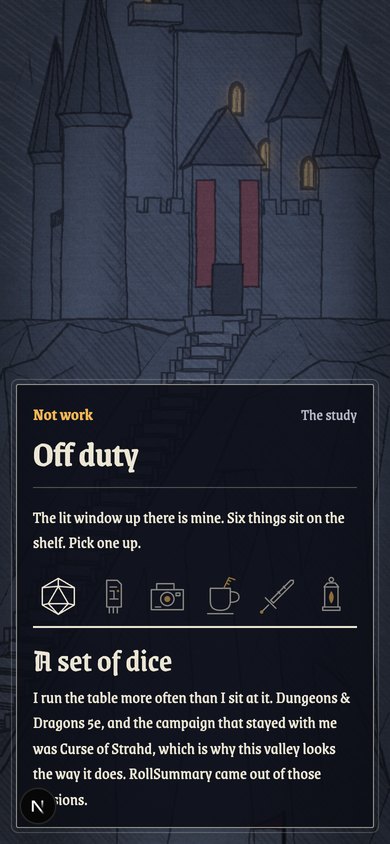 Not work
The study
Off duty
The lit window up there is mine. Six things sit on the
shelf. Pick one up.
A set of dice
I run the table more often than I sit at it. Dungeons &
Dragons 5e, and the campaign that stayed with me
was Curse of Strahd, which is why this valley looks
the way it does. RollSummary came out of those
sions.
N